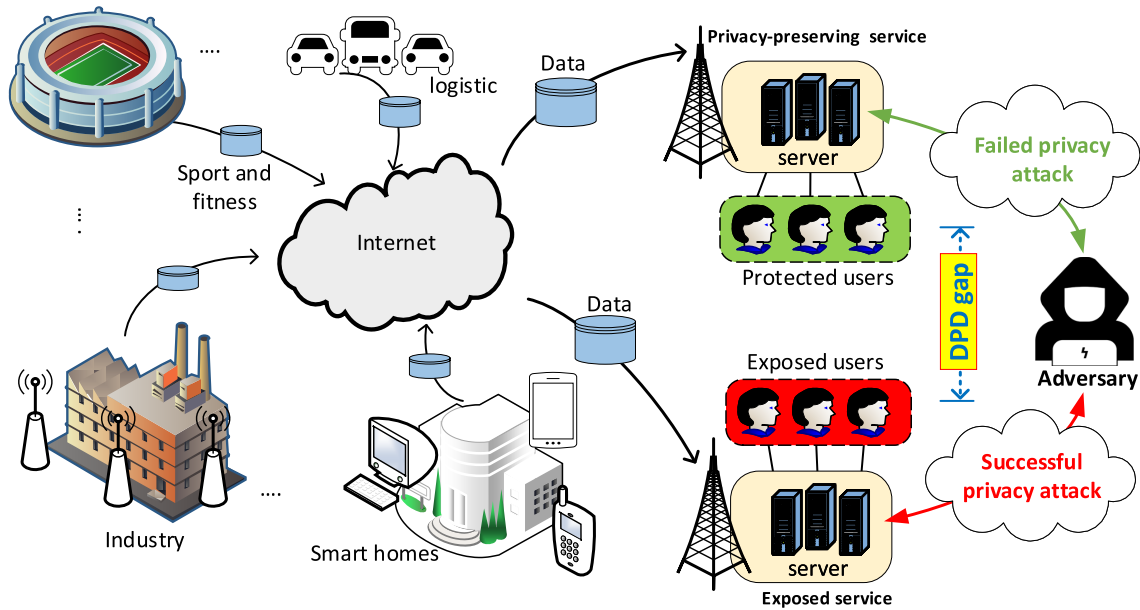 ....
logistic
Data
Privacy-preserving service
server
Failed privacy
attack
Sport and
fitness
....
Internet
Protected users
DPD gap
Data
Exposed users
Adversary
Successful
privacy attack
....
Industry
Smart homes
server
Exposed service